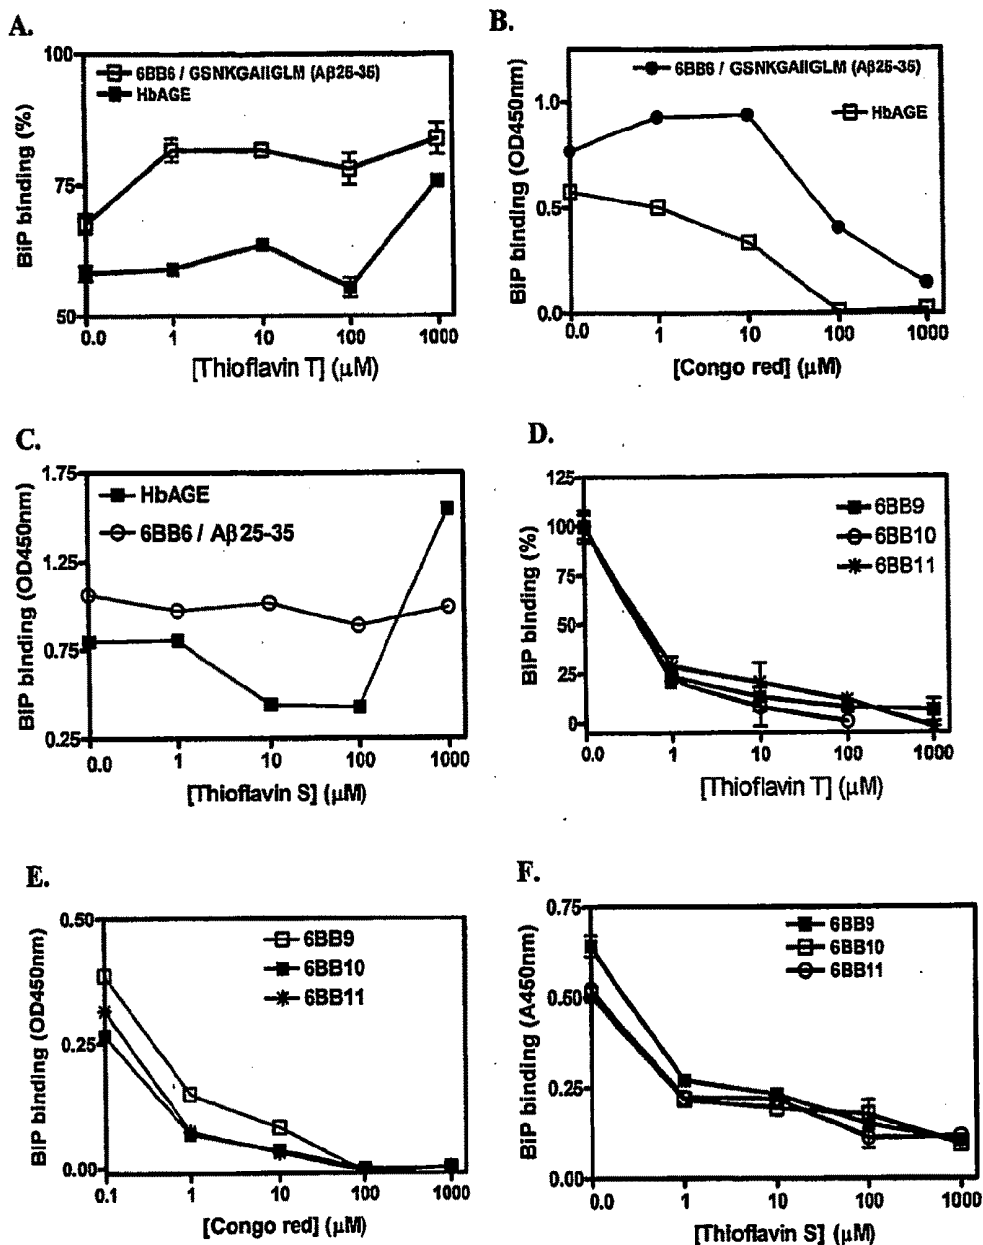 A.
100
75
50
BiP binding (%)
6BB6 / GSNKGAIIGLM (Aβ25-35)
HbAGE
0.0 1 10 100 1000
[Thioflavin T] (µM)
B.
1.0
0.5
0.0
BiP binding (OD450nm)
6BB6 / GSNKGAIIGLM (Aβ25-35)
HbAGE
0.0 1 10 100 1000
[Congo red] (µM)
C.
1.75
1.25
0.75
0.25
BiP binding (OD450nm)
HbAGE
6BB6 / Aβ25-35
0.0 1 10 100 1000
[Thioflavin S] (µM)
D.
125
100
75
50
25
0
BiP binding (%)
6BB9
6BB10
6BB11
0.0 1 10 100 1000
[Thioflavin T] (µM)
E.
0.50
0.25
0.00
BiP binding (OD450nm)
6BB9
6BB10
6BB11
0.1 1 10 100 1000
[Congo red] (µM)
F.
0.75
0.50
0.25
0.00
BiP binding (A450nm)
6BB9
6BB10
6BB11
0.0 1 10 100 1000
[Thioflavin S] (µM)